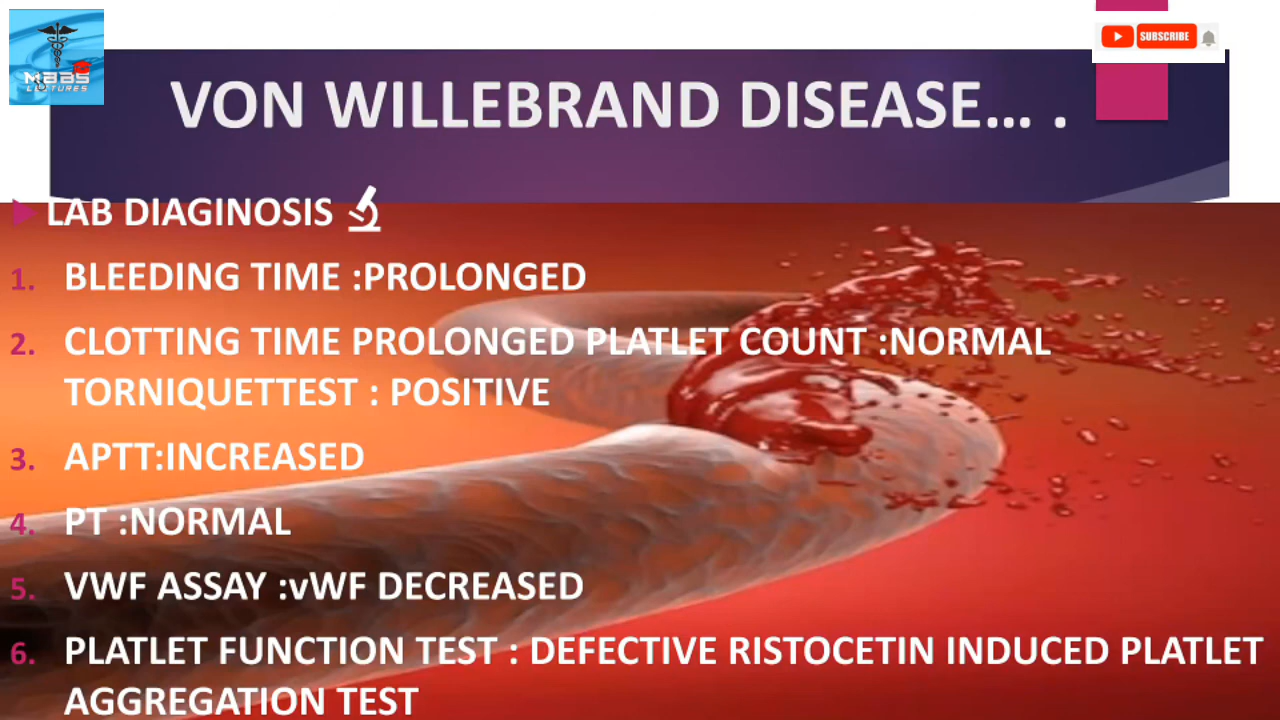 MBBS
LECTURES
SUBSCRIBE
VON WILLEBRAND DISEASE... .
LAB DIAGINOSIS
1. BLEEDING TIME :PROLONGED
2. CLOTTING TIME PROLONGED PLATLET COUNT :NORMAL
TORNIQUETTEST : POSITIVE
3. APTT:INCREASED
4. PT :NORMAL
5. VWF ASSAY :vWF DECREASED
6. PLATLET FUNCTION TEST : DEFECTIVE RISTOCETIN INDUCED PLATLET
AGGREGATION TEST